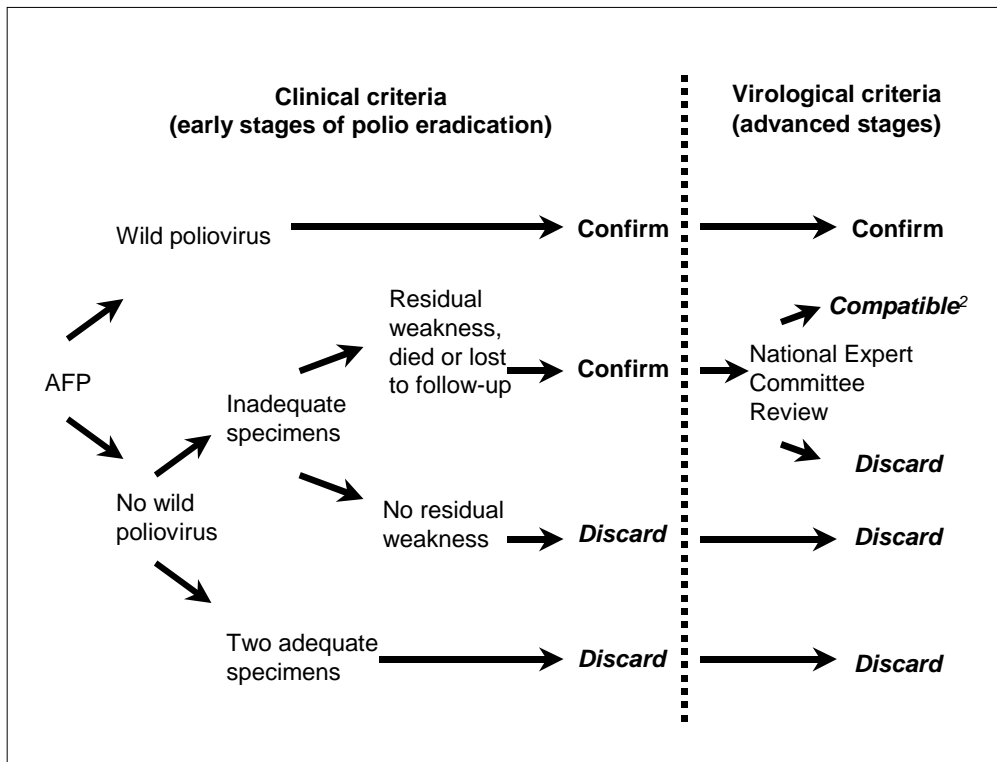 Clinical criteria
(early stages of polio eradication)
Virological criteria
(advanced stages)
Wild poliovirus
Confirm
Confirm
Residual
weakness,
died or lost
to follow-up
Confirm
Compatible²
National Expert
Committee
Review
AFP
Inadequate
specimens
Discard
No wild
poliovirus
No residual
weakness
Discard
Discard
Two adequate
specimens
Discard
Discard